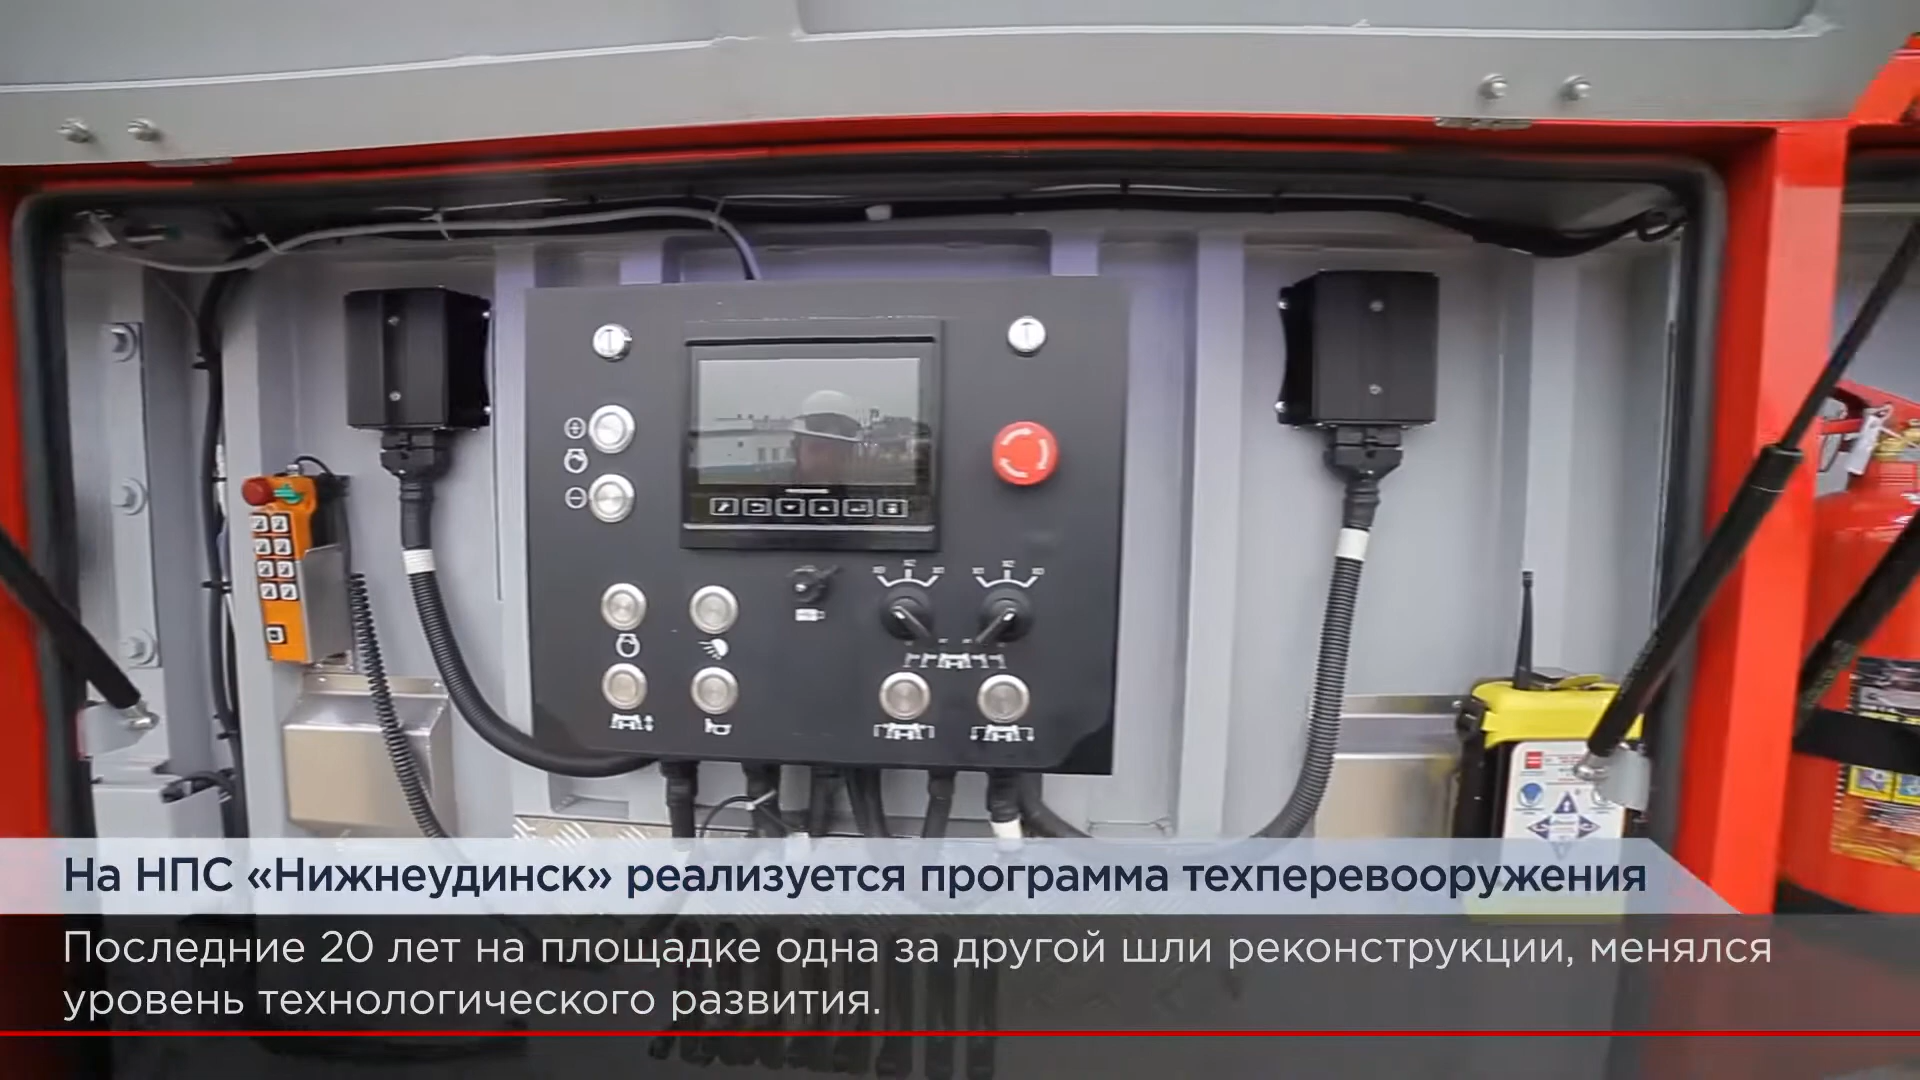 На НПС «Нижнеудинск» реализуется программа техперевооружения
Последние 20 лет на площадке одна за другой шли реконструкции, менялся
уровень технологического развития.